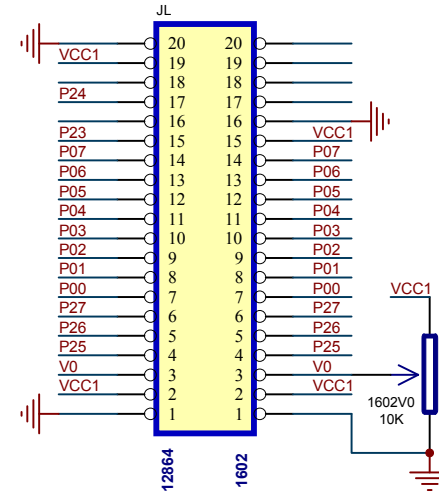 JL
20 20
VCC1 19 19
18 18
P24 17 17
16 16
P23 15 15 VCC1
P07 14 14 P07
P06 13 13 P06
P05 12 12 P05
P04 11 11 P04
P03 10 10 P03
P02 9 9 P02
P01 8 8 P01
P00 7 7 P00 VCC1
P27 6 6 P27
P26 5 5 P26
P25 4 4 P25
V0 3 3 V0
VCC1 2 2 VCC1 1602V0
1 1 10K
12864 1602